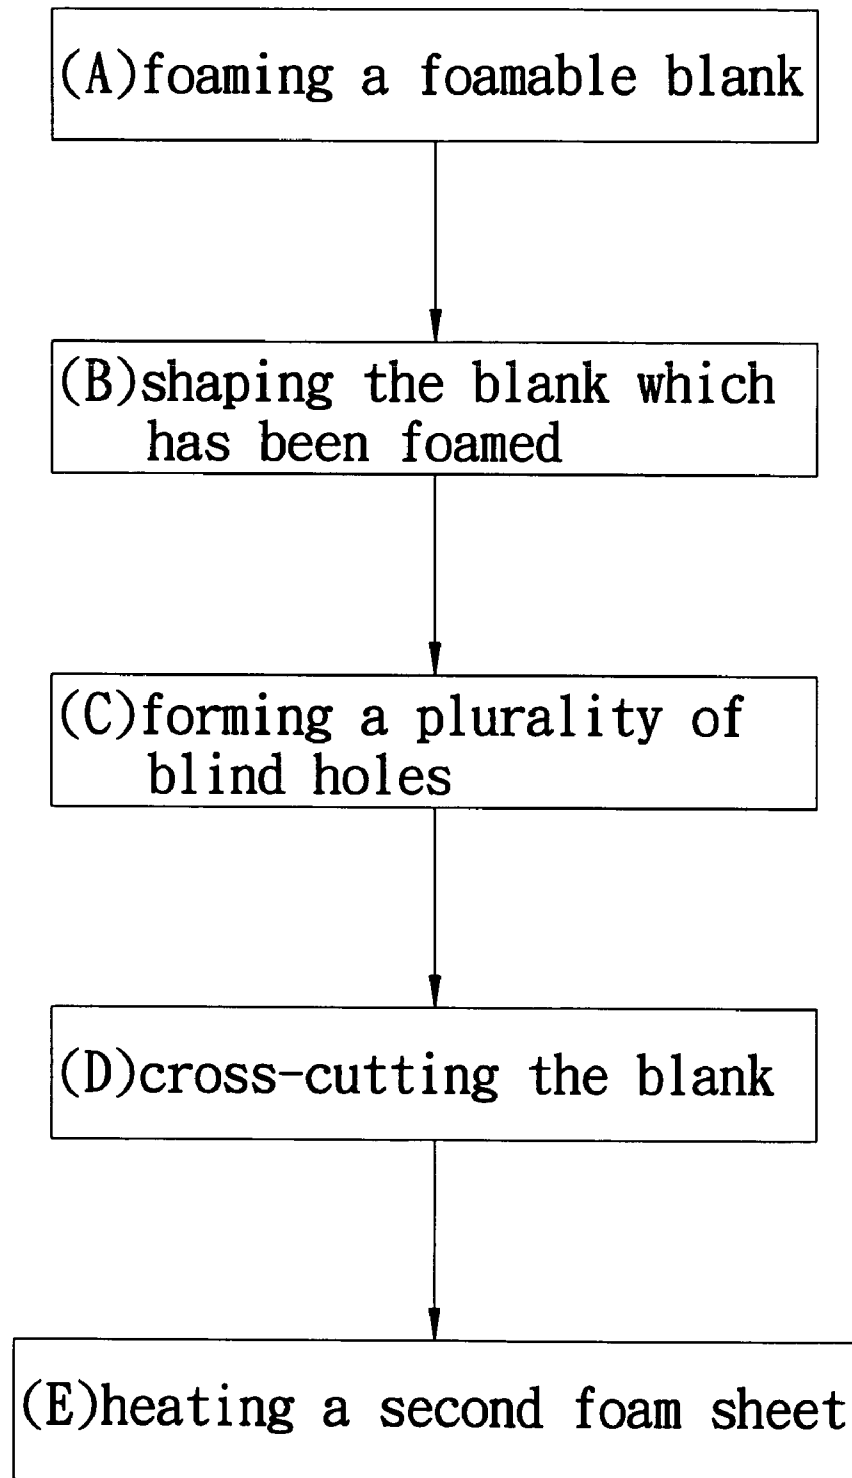 (A)foaming a foamable blank
(B)shaping the blank which
has been foamed
(C)forming a plurality of
blind holes
(D)cross-cutting the blank
(E)heating a second foam sheet